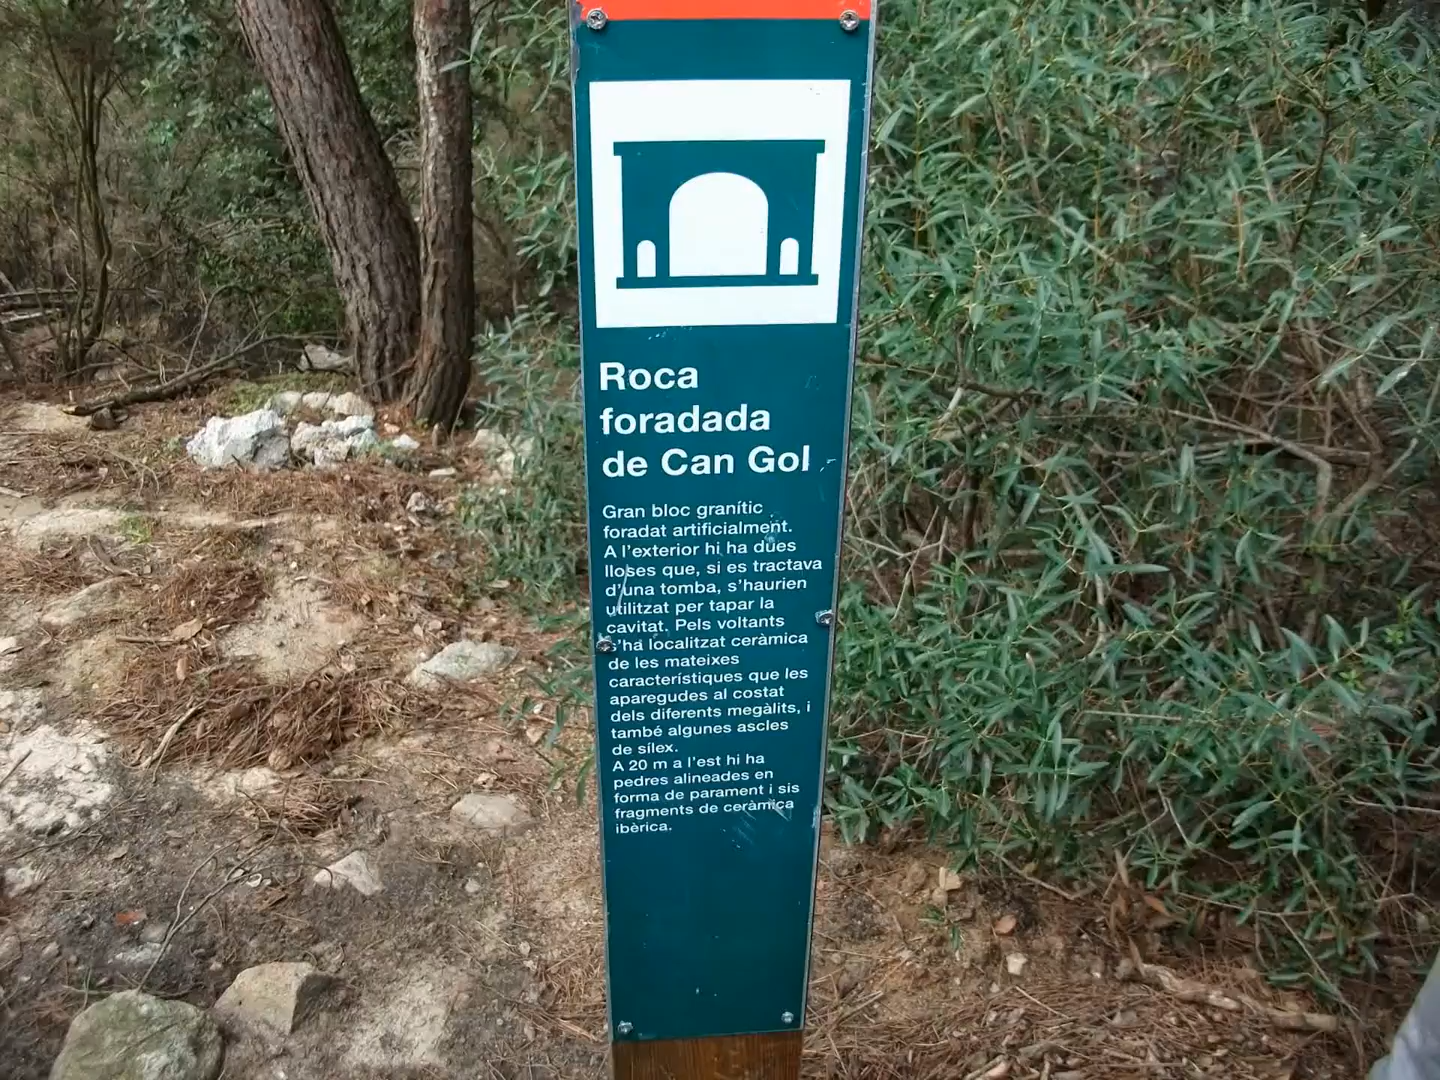 Roca
foradada
de Can Gol
Gran bloc granític
foradat artificialment.
A l'exterior hi ha dues
lloses que, si es tractava
d'una tomba, s'haurien
utilitzat per tapar la
cavitat. Pels voltants
s'ha localitzat ceràmica
de les mateixes
característiques que les
aparegudes al costat
dels diferents megàlits, i
també algunes ascles
de sílex.
A 20 m a l'est hi ha
pedres alineades en
forma de parament i sis
fragments de ceràmica
ibèrica.